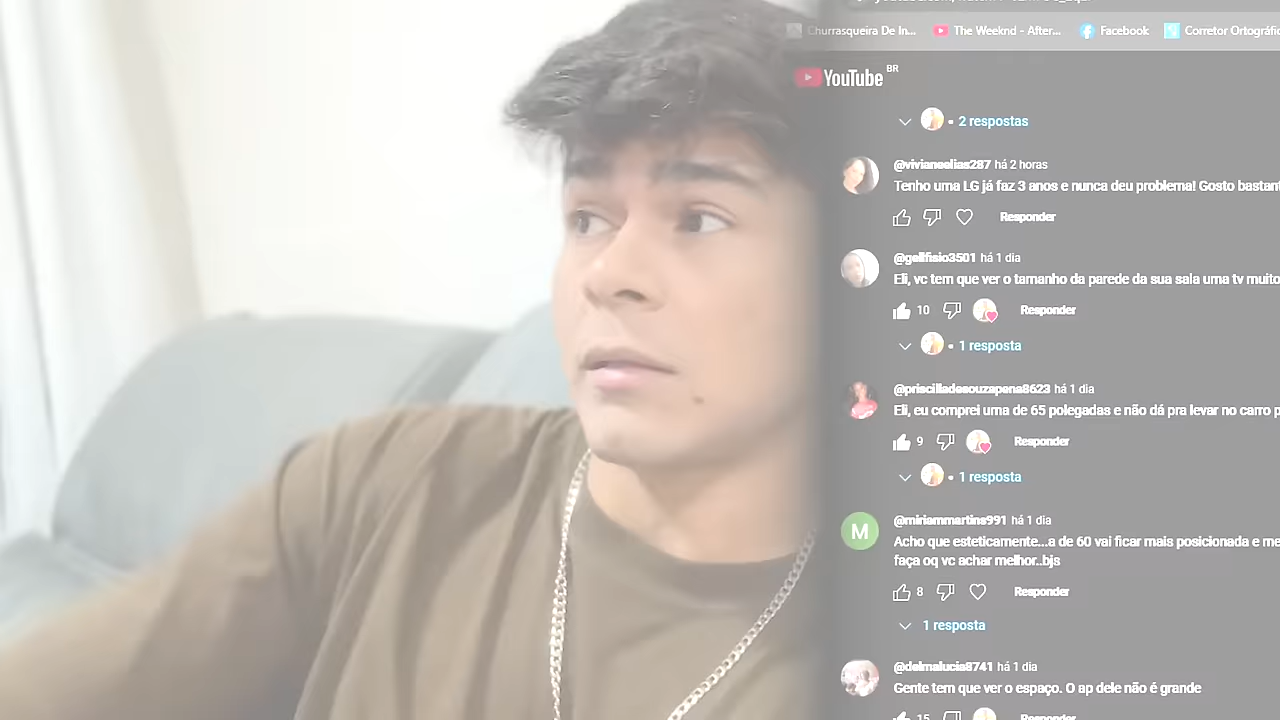 Churrasqueira De In...
The Weeknd - After...
Facebook
Corretor Ortográfic
YouTube BR
2 respostas
@vivianeelias287 há 2 horas
Tenho uma LG já faz 3 anos e nunca deu problema! Gosto bastant
Responder
há 1 dia
Eli, vc tem que ver o tamanho da parede da sua sala uma tv muito
10 Responder
1 resposta
@priscilladesouzapena8623 há 1 dia
Eli, eu comprei uma de 65 polegadas e não dá pra levar no carro p
9 Responder
1 resposta
M
@miriammartins991 há 1 dia
Acho que esteticamente...a de 60 vai ficar mais posicionada e me
faça oq vc achar melhor..bjs
8 Responder
1 resposta
@delmalucia8741 há 1 dia
Gente tem que ver o espaço. O ap dele não é grande
15 Responder